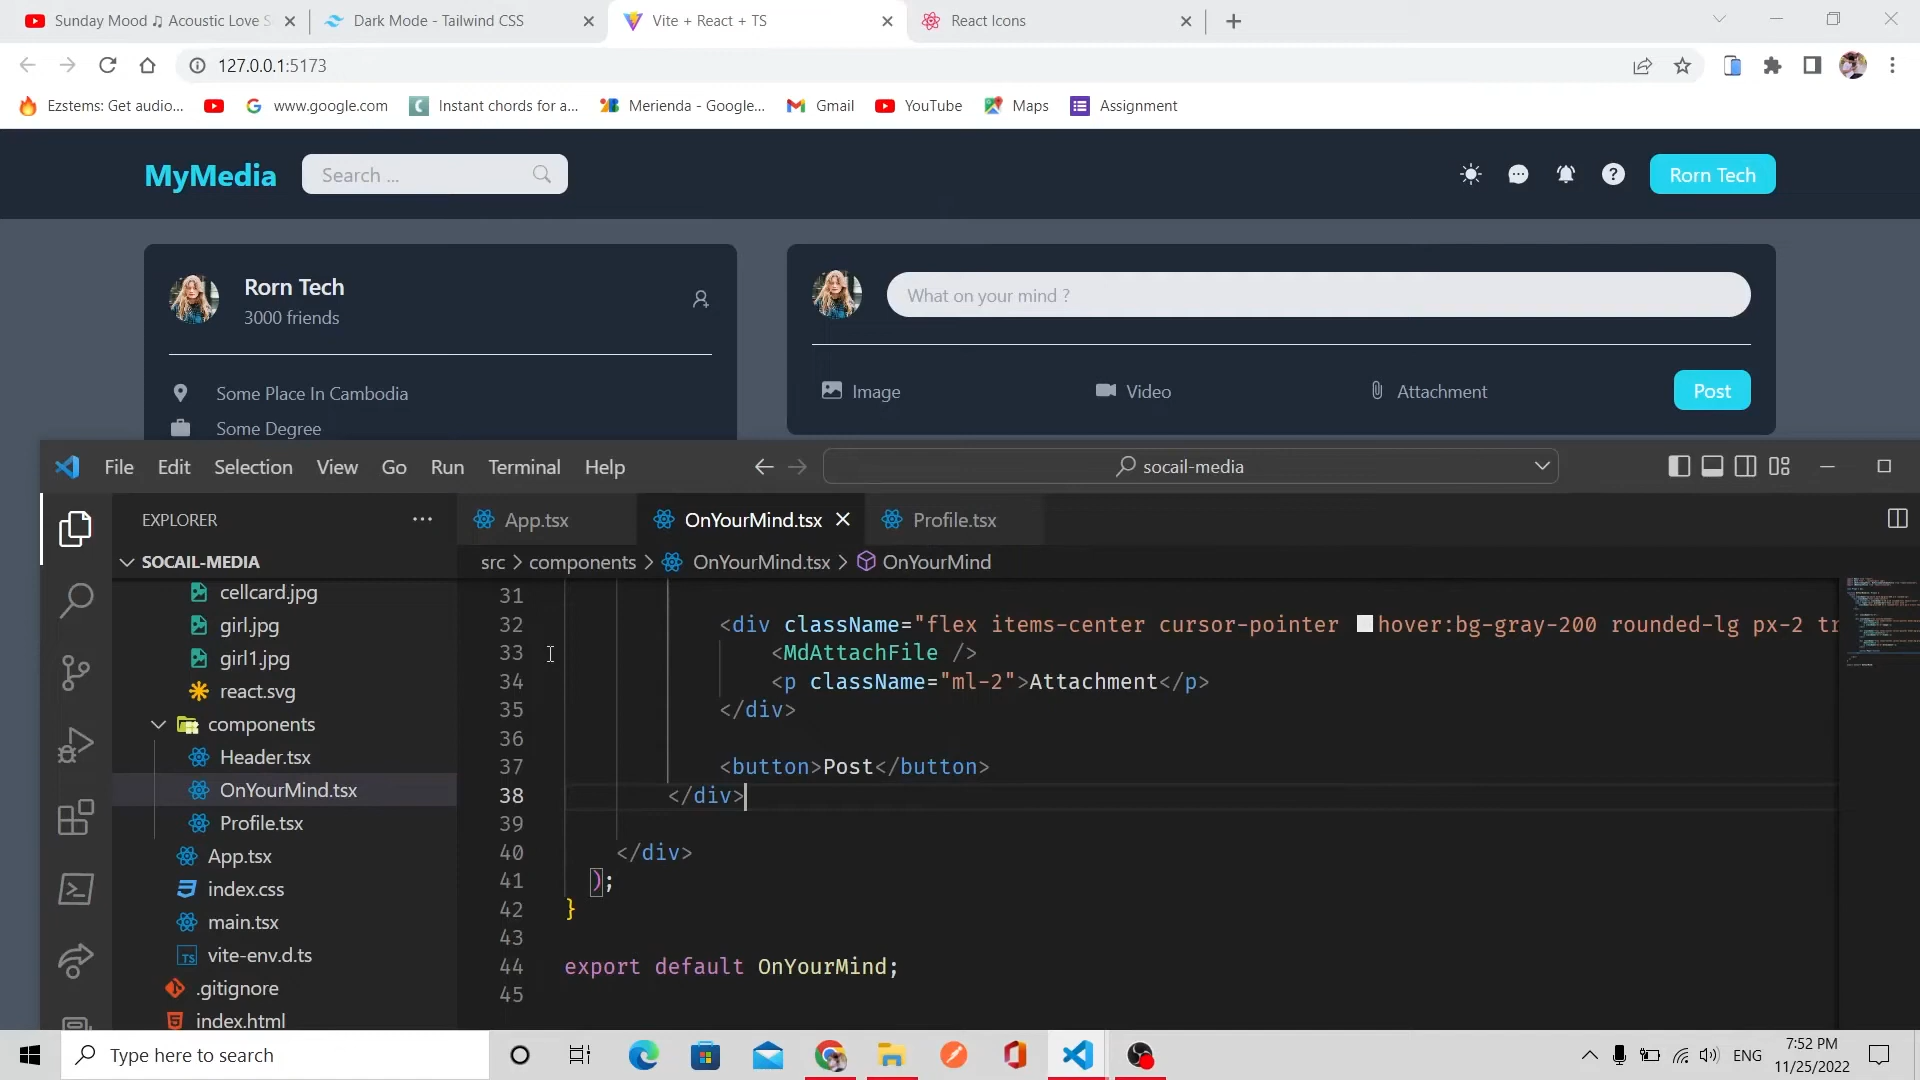 Sunday Mood ♫ Acoustic Love S
Dark Mode - Tailwind CSS
Vite + React + TS
React Icons
127.0.0.1:5173
Ezstems: Get audio...
www.google.com
Instant chords for a...
Merienda - Google...
Gmail
YouTube
Maps
Assignment
MyMedia
Search ...
Rorn Tech
Rorn Tech
3000 friends
Some Place In Cambodia
Some Degree
What on your mind ?
Image
Video
Attachment
Post
File Edit Selection View Go Run Terminal Help
socail-media
EXPLORER
SOCAIL-MEDIA
cellcard.jpg
girl.jpg
girl1.jpg
react.svg
components
Header.tsx
OnYourMind.tsx
Profile.tsx
App.tsx
index.css
main.tsx
TS vite-env.d.ts
.gitignore
index.html
App.tsx
OnYourMind.tsx
Profile.tsx
src > components > OnYourMind.tsx > OnYourMind
31
32 <div className="flex items-center cursor-pointer hover:bg-gray-200 rounded-lg px-2 tr
33 <MdAttachFile />
34 <p className="ml-2">Attachment</p>
35 </div>
36
37 <button>Post</button>
38 </div>
39
40 </div>
41 );
42 }
43
44 export default OnYourMind;
45
Type here to search
ENG
7:52 PM
11/25/2022